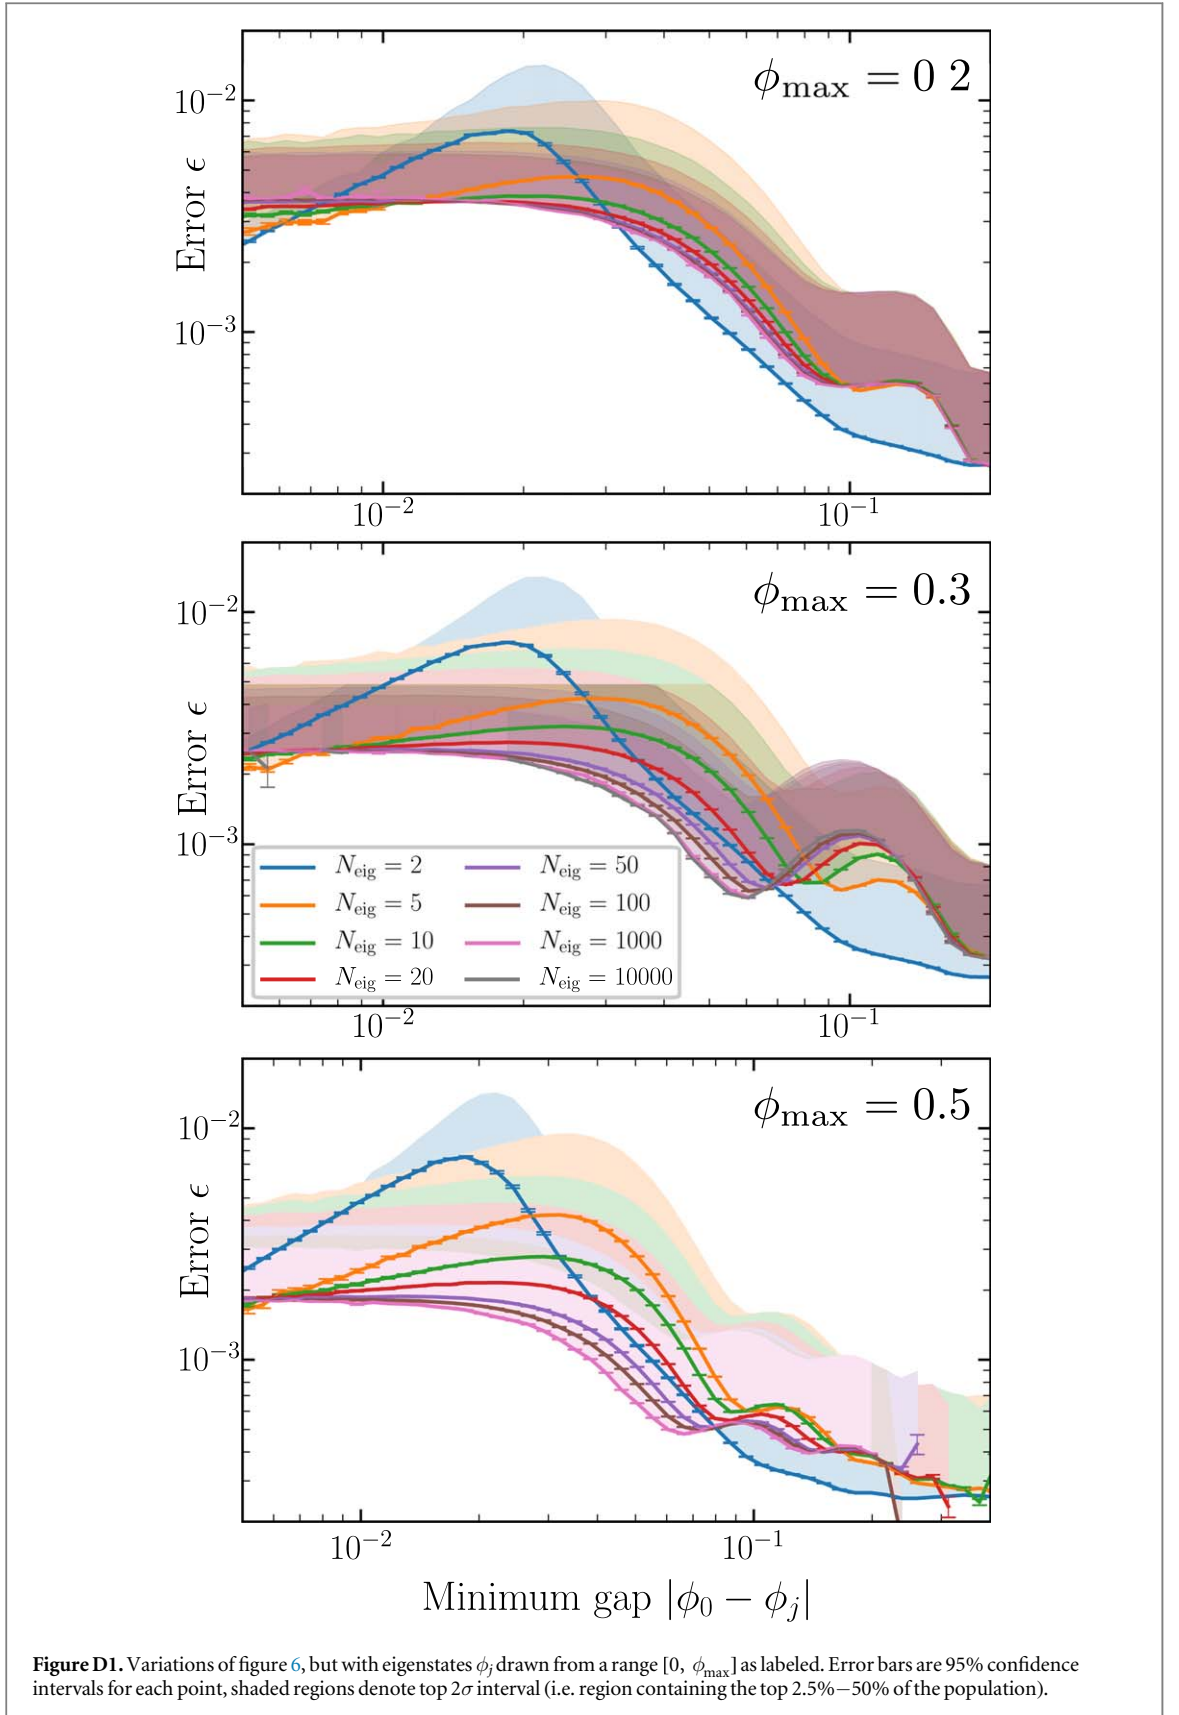 ϕmax = 0 2
10−2
Error ϵ
10−3
10−2
10−1
ϕmax = 0.3
10−2
Error ϵ
10−3
Neig = 2
Neig = 50
Neig = 5
Neig = 100
Neig = 10
Neig = 1000
Neig = 20
Neig = 10000
10−2
10−1
ϕmax = 0.5
10−2
Error ϵ
10−3
10−2
10−1
Minimum gap |ϕ0 − ϕj|
Figure D1. Variations of figure 6, but with eigenstates ϕj drawn from a range [0, ϕmax] as labeled. Error bars are 95% confidence
intervals for each point, shaded regions denote top 2σ interval (i.e. region containing the top 2.5%−50% of the population).